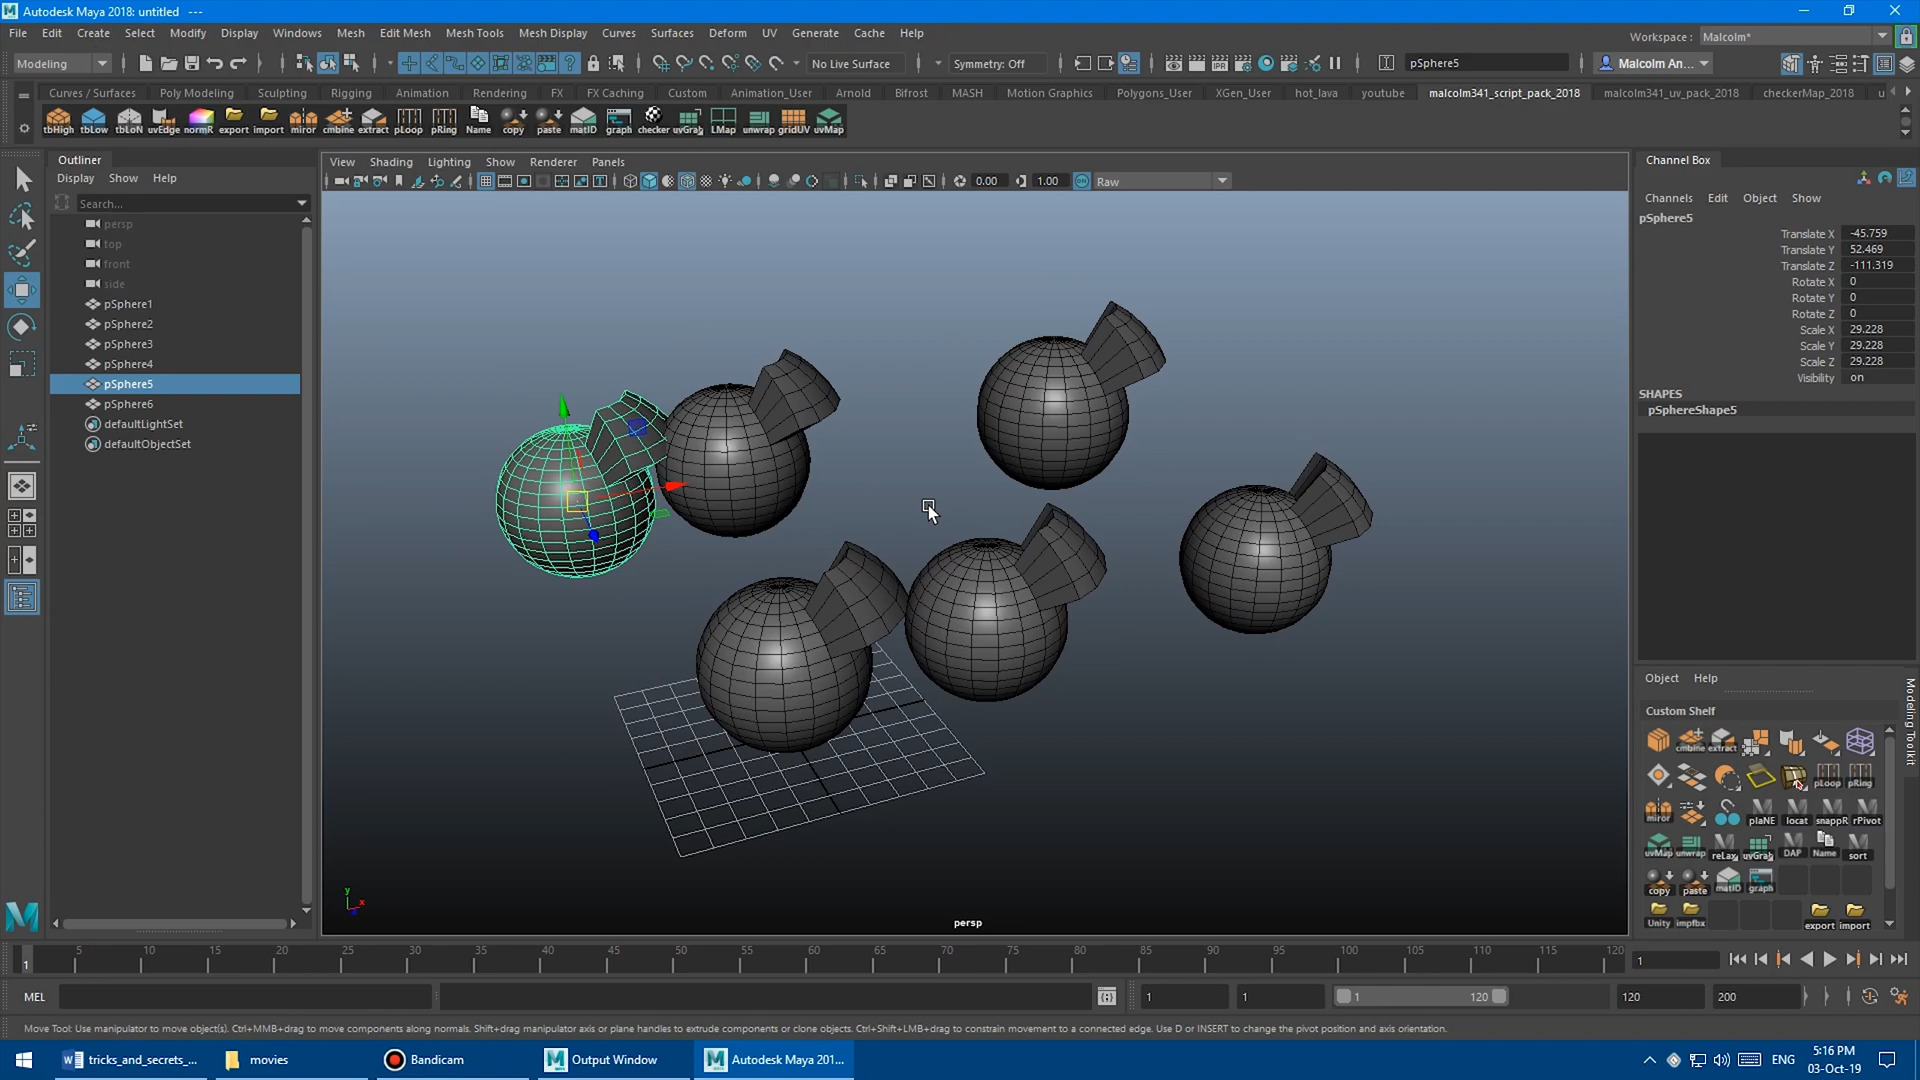 Autodesk Maya 2018: untitled ---
File Edit Create Select Modify Display Windows Mesh Edit Mesh Mesh Tools Mesh Display Curves Surfaces Deform UV Generate Cache Help
Workspace : Malcolm*
Modeling No Live Surface Symmetry: Off pSphere5 Malcolm An...
Curves / Surfaces Poly Modeling Sculpting Rigging Animation Rendering FX FX Caching Custom Animation_User Arnold Bifrost MASH Motion Graphics Polygons_User XGen_User hot_lava youtube malcolm341_script_pack_2018 malcolm341_uv_pack_2018 checkerMap_2018 u
tbHigh tbLow tbLoN uvEdge normR export import miror cmbine extract pLoop pRing Name copy paste matID graph checker uvGrab LMap unwrap gridUV uvMap
Outliner
Display Show Help
Search...
persp
top
front
side
pSphere1
pSphere2
pSphere3
pSphere4
pSphere5
pSphere6
defaultLightSet
defaultObjectSet
View Shading Lighting Show Renderer Panels
0.00 1.00 Raw
y
x
persp
Channel Box
Channels Edit Object Show
pSphere5
Translate X -45.759
Translate Y 52.469
Translate Z -111.319
Rotate X 0
Rotate Y 0
Rotate Z 0
Scale X 29.228
Scale Y 29.228
Scale Z 29.228
Visibility on
SHAPES
pSphereShape5
Object Help
Custom Shelf
cmbine extract
pLoop pRing
miror plaNE locat snappR rPivot
uvMap unwrap reLax uvGrab DAP Name sort
copy paste matID graph
Unity impfbx export import
Modeling Toolkit
5 10 15 20 25 30 35 40 45 50 55 60 65 70 75 80 85 90 95 100 105 110 115 120
1 1
MEL 1 1 1 120 120 200
Move Tool: Use manipulator to move object(s). Ctrl+MMB+drag to move components along normals. Shift+drag manipulator axis or plane handles to extrude components or clone objects. Ctrl+Shift+LMB+drag to constrain movement to a connected edge. Use D or INSERT to change the pivot position and axis orientation.
tricks_and_secrets_... movies Bandicam Output Window Autodesk Maya 201... ENG 5:16 PM
03-Oct-19